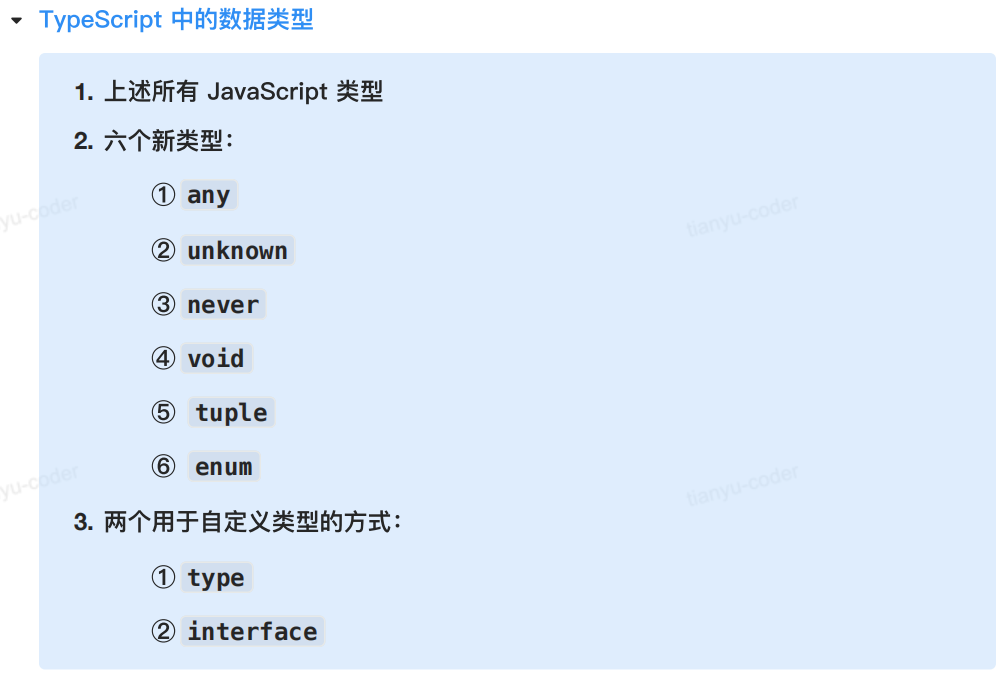 TypeScript 中的数据类型
1. 上述所有 JavaScript 类型
2. 六个新类型：
① any
② unknown
③ never
④ void
⑤ tuple
⑥ enum
3. 两个用于自定义类型的方式：
① type
② interface
yu-coder
tianyu-coder
yu-coder
tianyu-coder